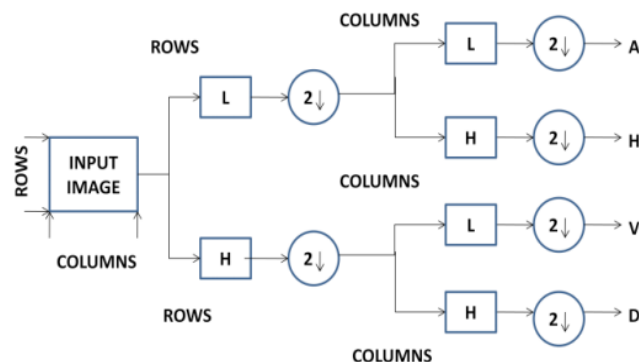 COLUMNS
ROWS
L 2↓ A
L 2↓
H 2↓ H
ROWS
INPUT
IMAGE
COLUMNS
L 2↓ V
COLUMNS
H 2↓
ROWS
H 2↓ D
COLUMNS